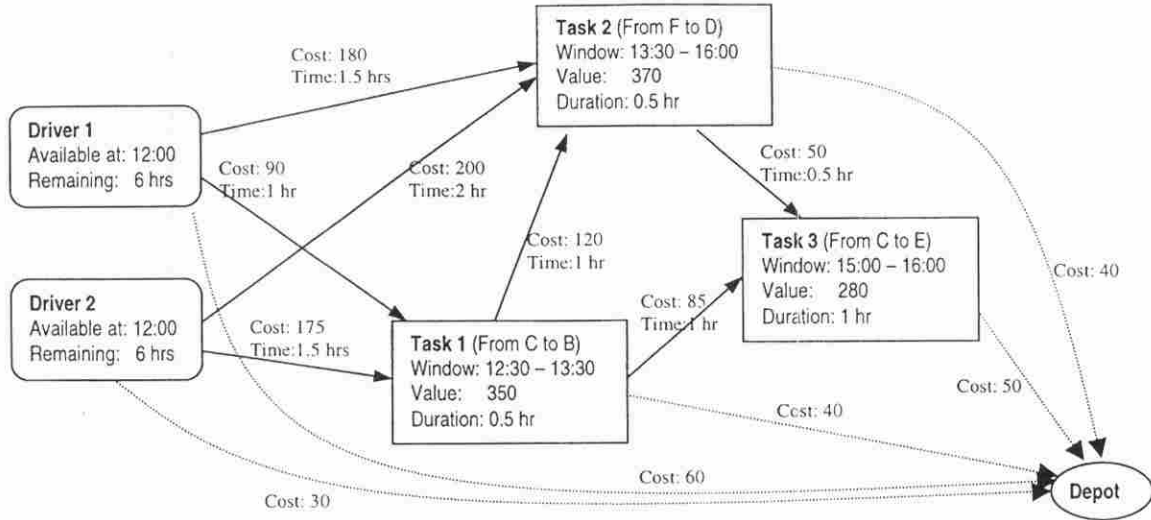 Task 2 (From F to D)
Window: 13:30 – 16:00
Value: 370
Duration: 0.5 hr
Cost: 180
Time:1.5 hrs
Driver 1
Available at: 12:00
Remaining: 6 hrs
Cost: 90
Time:1 hr
Cost: 200
Time:2 hr
Cost: 50
Time:0.5 hr
Cost: 120
Time:1 hr
Task 3 (From C to E)
Window: 15:00 – 16:00
Value: 280
Duration: 1 hr
Cost: 40
Driver 2
Available at: 12:00
Remaining: 6 hrs
Cost: 175
Time:1.5 hrs
Cost: 85
Time:1 hr
Task 1 (From C to B)
Window: 12:30 – 13:30
Value: 350
Duration: 0.5 hr
Cost: 50
Cost: 40
Cost: 60
Cost: 30
Depot